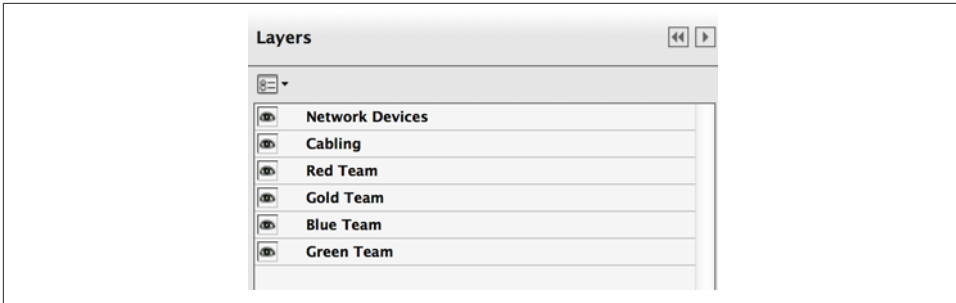 Layers
Network Devices
Cabling
Red Team
Gold Team
Blue Team
Green Team